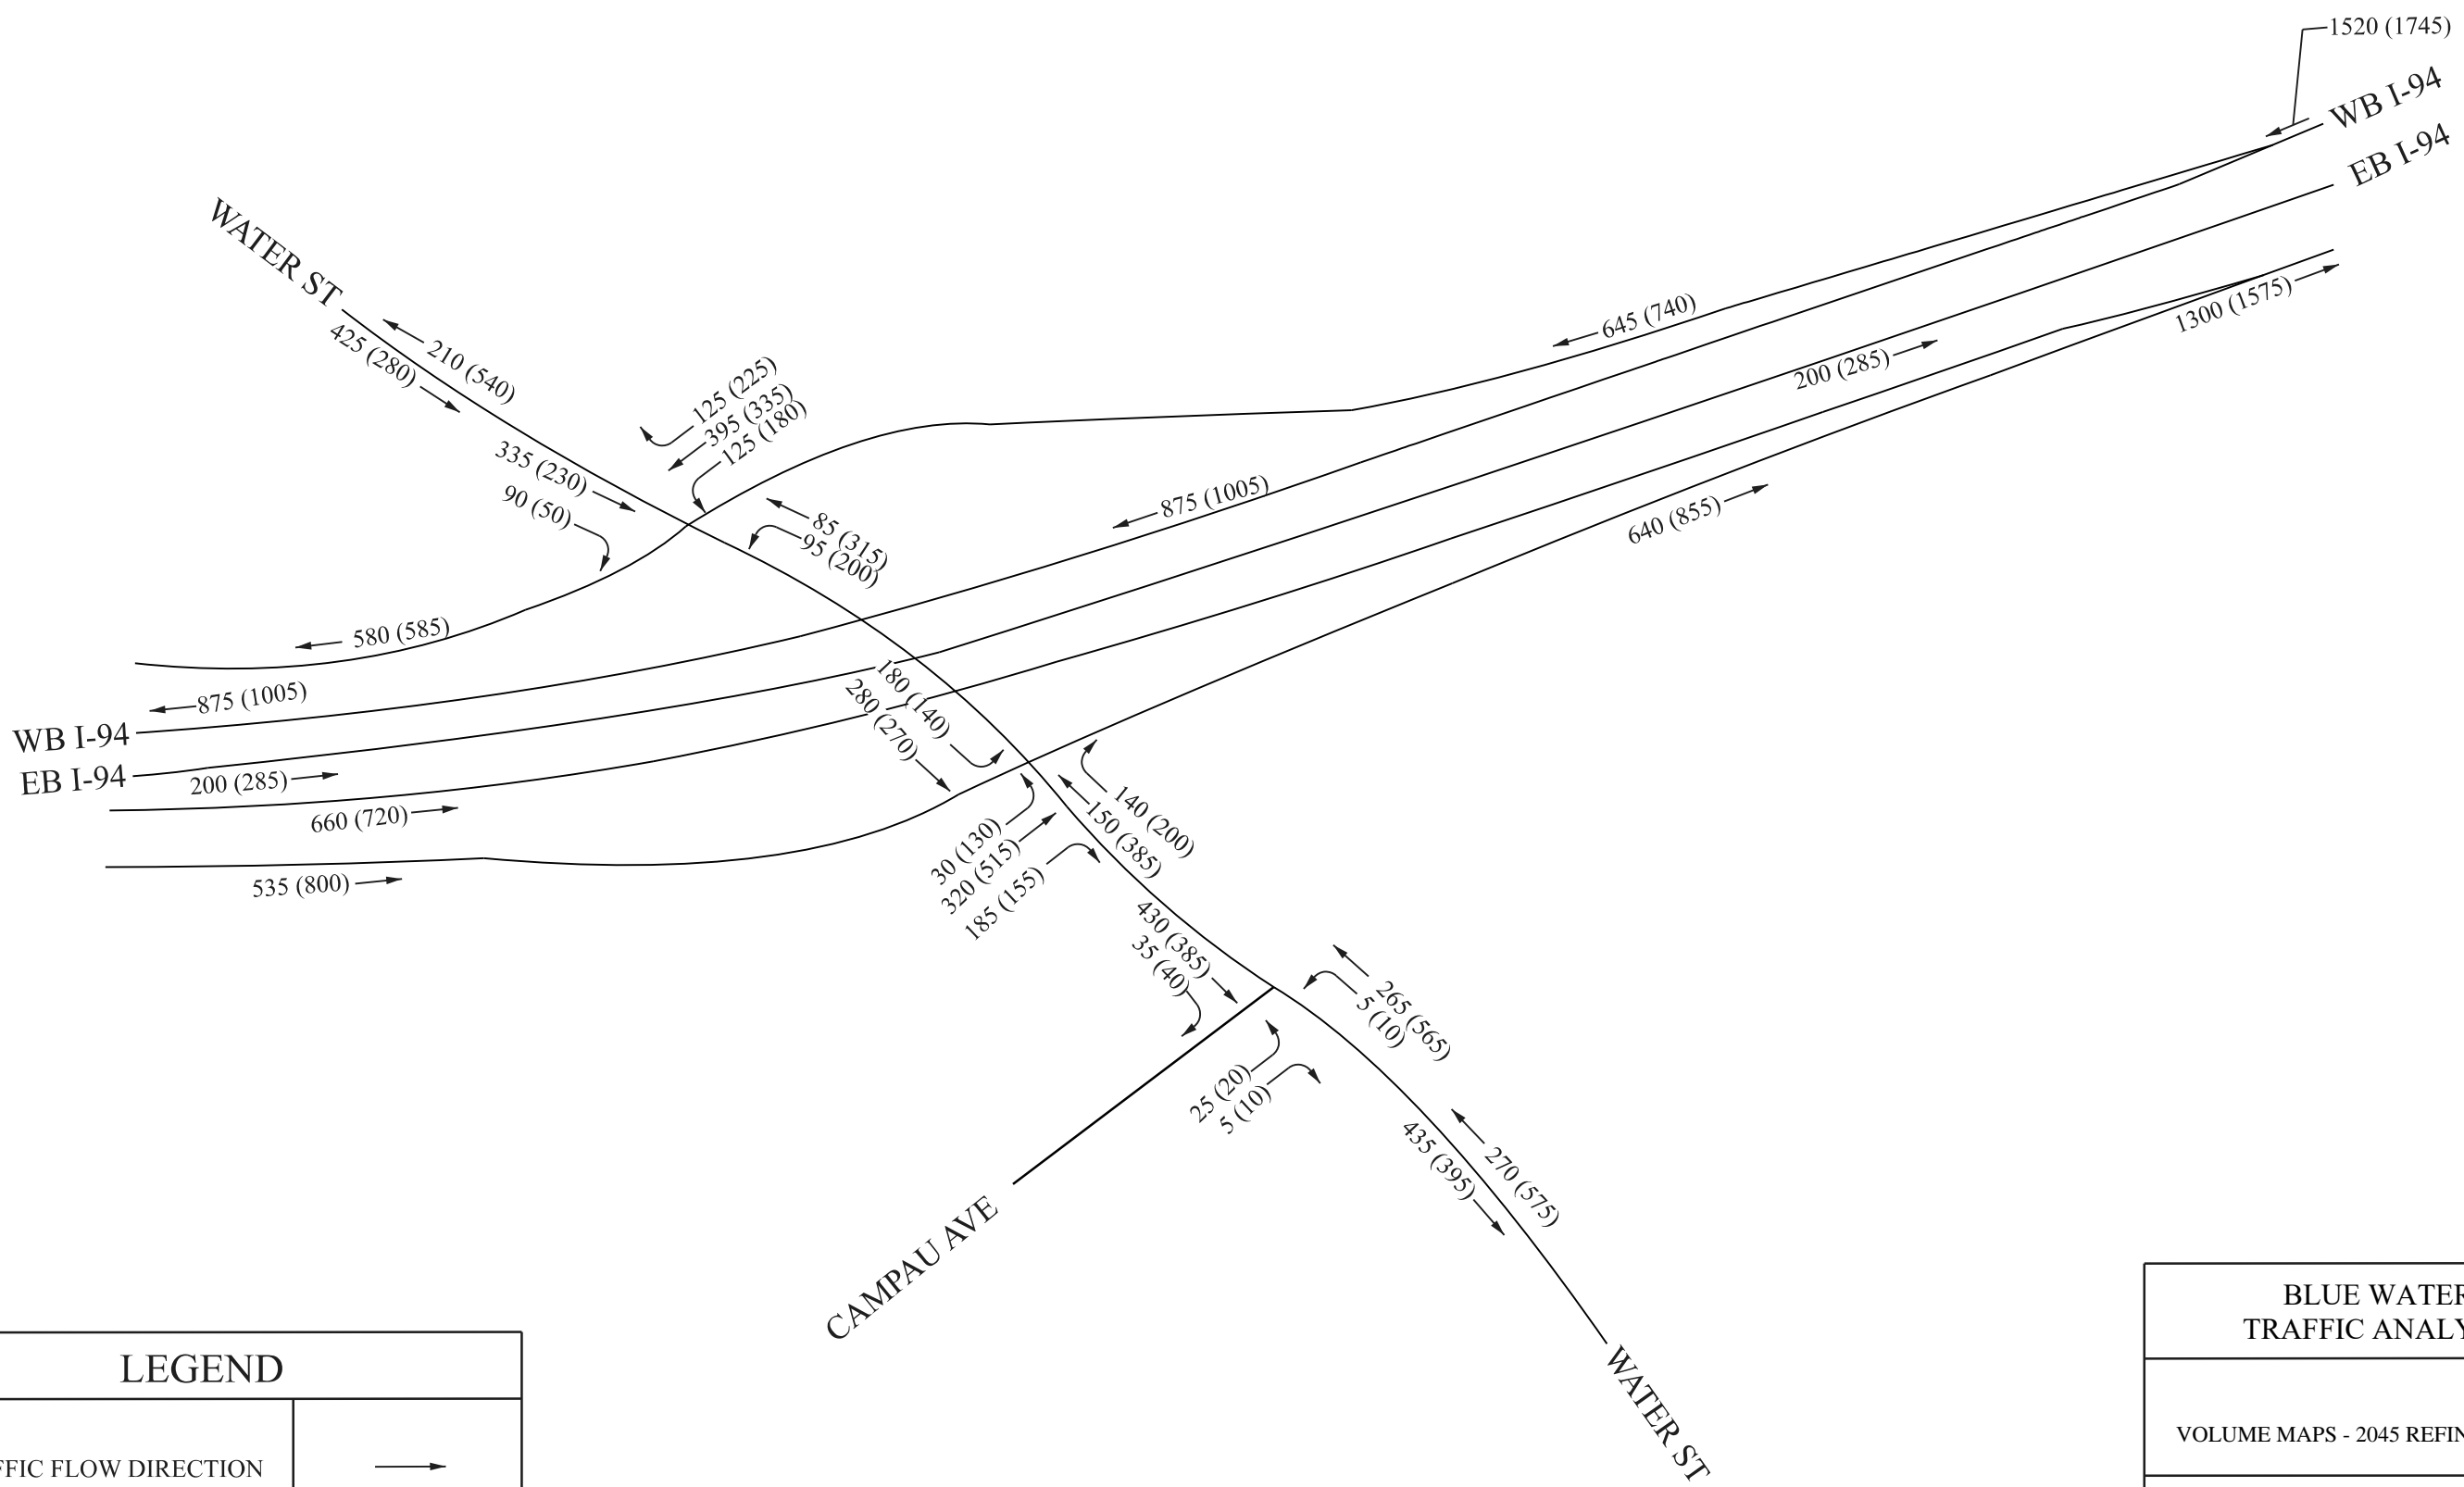 1520 (1745)
WB I-94
EB I-94
WATER ST
210 (540)
425 (280)
645 (740)
1300 (1575)
200 (285)
125 (225)
395 (335)
125 (180)
335 (230)
90 (50)
85 (315)
95 (200)
875 (1005)
640 (855)
580 (585)
875 (1005)
WB I-94
EB I-94
200 (285)
660 (720)
535 (800)
180 (140)
280 (270)
140 (200)
150 (385)
30 (130)
320 (515)
185 (155)
430 (385)
35 (40)
265 (565)
5 (10)
25 (20)
5 (10)
435 (395)
270 (575)
CAMPAU AVE
WATER ST
LEGEND
FFIC FLOW DIRECTION
BLUE WATER
TRAFFIC ANALY
VOLUME MAPS - 2045 REFIN